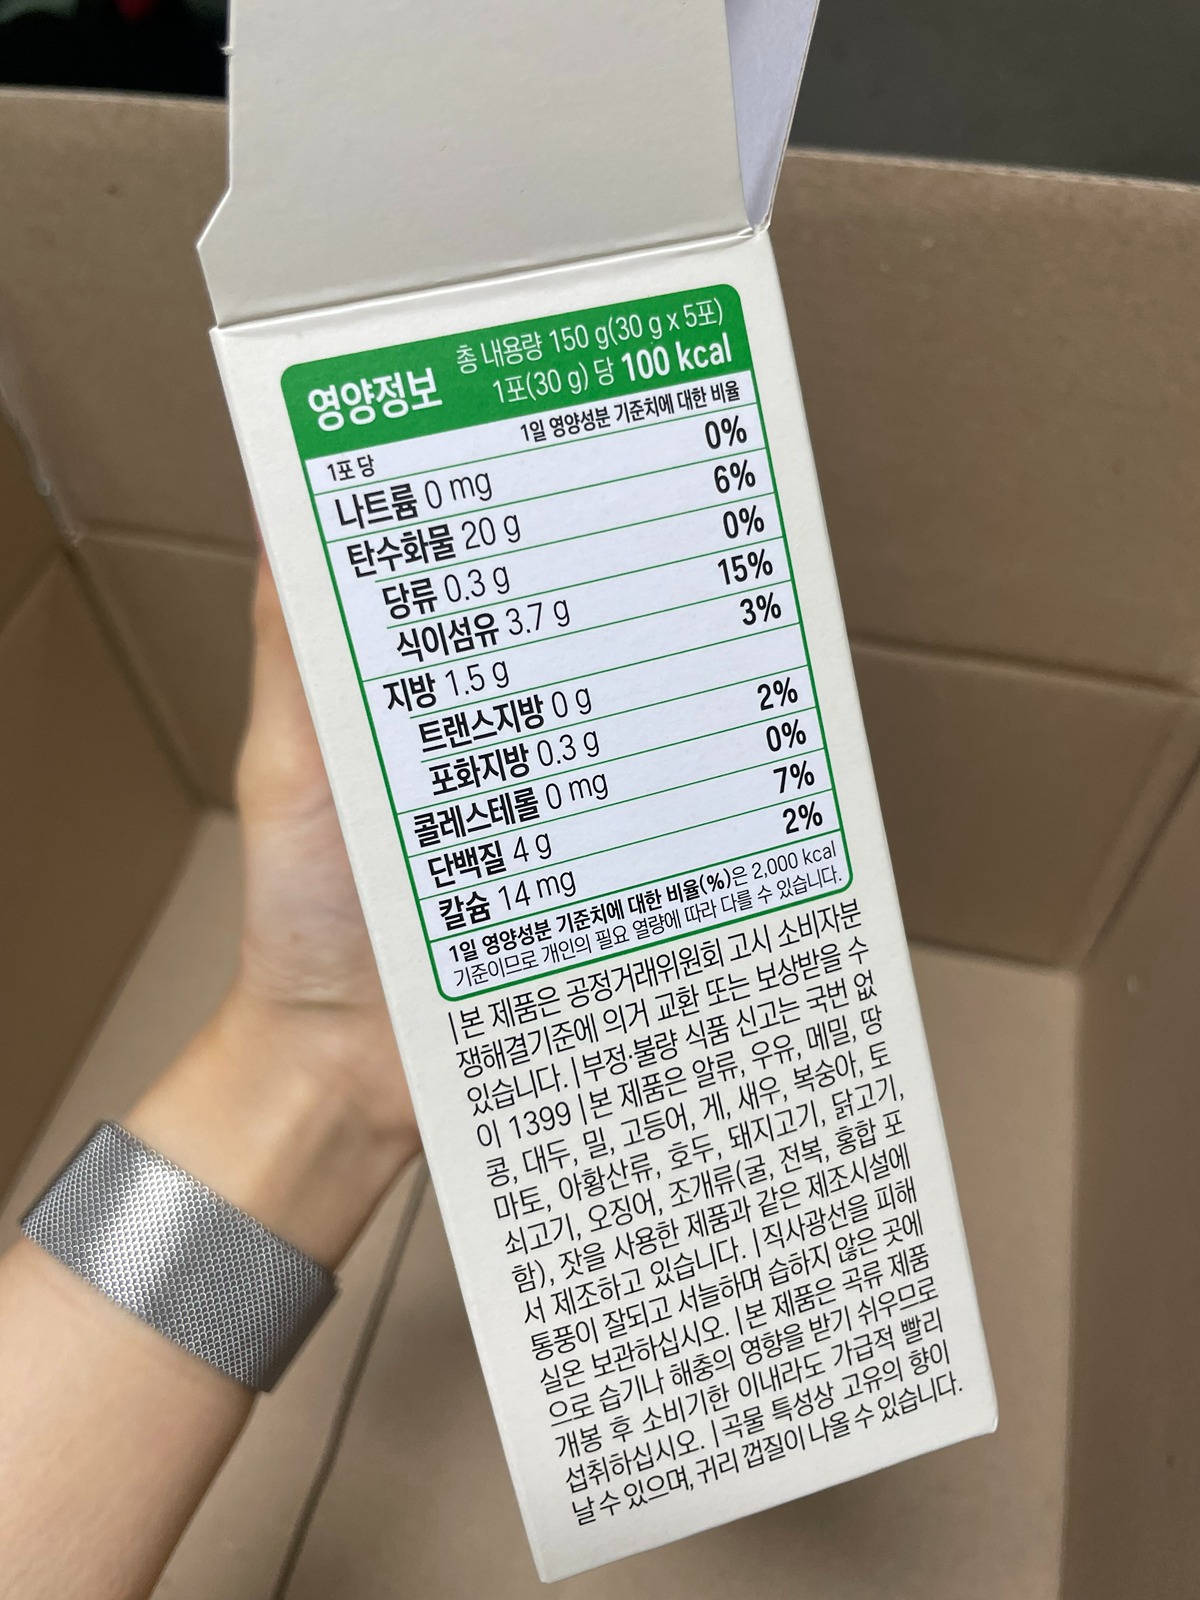 영양정보
총 내용량 150 g(30 g x 5포)
1포(30 g) 당 100 kcal
1포 당 1일 영양성분 기준치에 대한 비율
나트륨 0 mg 0%
탄수화물 20 g 6%
당류 0.3 g 0%
식이섬유 3.7 g 15%
지방 1.5 g 3%
트랜스지방 0 g
포화지방 0.3 g 2%
콜레스테롤 0 mg 0%
단백질 4 g 7%
칼슘 14 mg 2%
1일 영양성분 기준치에 대한 비율(%)은 2,000 kcal
기준이므로 개인의 필요 열량에 따라 다를 수 있습니다.
|본 제품은 공정거래위원회 고시 소비자분
쟁해결기준에 의거 교환 또는 보상받을 수
있습니다.|부정·불량 식품 신고는 국번 없
이 1399|본 제품은 알류, 우유, 메밀, 땅
콩, 대두, 밀, 고등어, 게, 새우, 복숭아, 토
마토, 아황산류, 호두, 돼지고기, 닭고기,
쇠고기, 오징어, 조개류(굴, 전복, 홍합 포
함), 잣을 사용한 제품과 같은 제조시설에
서 제조하고 있습니다.|직사광선을 피해
통풍이 잘되고 서늘하며 습하지 않은 곳에
실온 보관하십시오.|본 제품은 곡류 제품
으로 습기나 해충의 영향을 받기 쉬우므로
개봉 후 소비기한 이내라도 가급적 빨리
섭취하십시오.|곡물 특성상 고유의 향이
날 수 있으며, 귀리 껍질이 나올 수 있습니다.